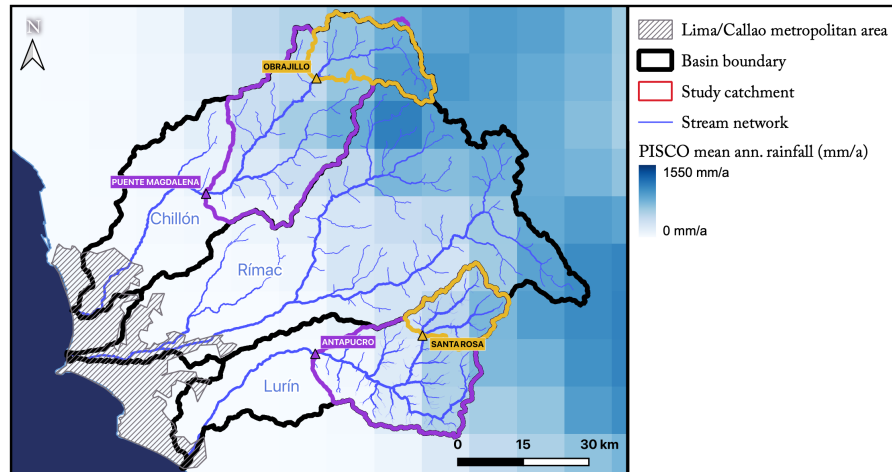 N
OBRAJILLO
PUENTE MAGDALENA
Chillón
Rímac
ANTAPUCRO
SANTA ROSA
Lurín
0 15 30 km
Lima/Callao metropolitan area
Basin boundary
Study catchment
Stream network
PISCO mean ann. rainfall (mm/a)
1550 mm/a
0 mm/a